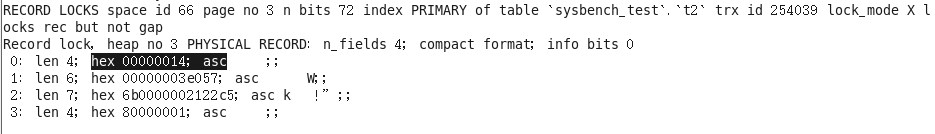 RECORD LOCKS space id 66 page no 3 n bits 72 index PRIMARY of table `sysbench_test`.`t2` trx id 254039 lock_mode X l
ocks rec but not gap
Record lock, heap no 3 PHYSICAL RECORD: n_fields 4; compact format; info bits 0
0: len 4; hex 00000014; asc     ;;
1: len 6; hex 00000003e057; asc      W;;
2: len 7; hex 6b0000002122c5; asc k   !" ;;
3: len 4; hex 80000001; asc     ;;